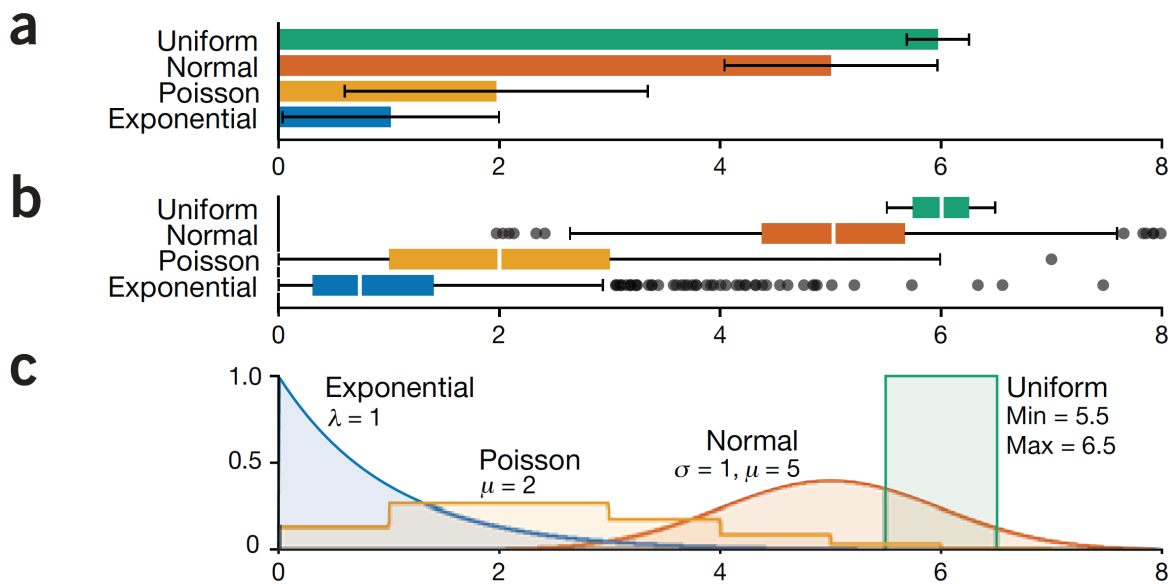 a
Uniform
Normal
Poisson
Exponential
0 2 4 6 8
b
Uniform
Normal
Poisson
Exponential
0 2 4 6 8
c
1.0
0.5
0
Exponential
λ = 1
Poisson
μ = 2
Normal
σ = 1, μ = 5
Uniform
Min = 5.5
Max = 6.5
0 2 4 6 8